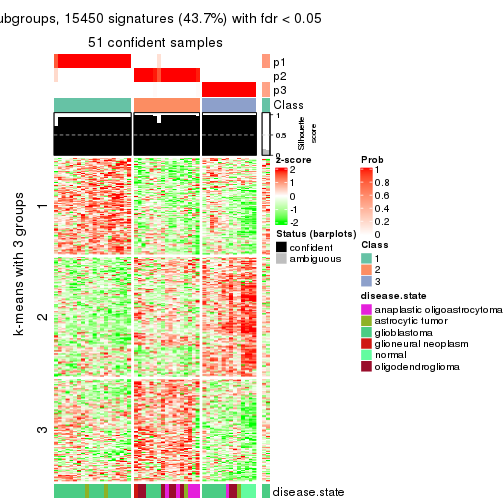 ubgroups, 15450 signatures (43.7%) with fdr < 0.05
51 confident samples
p1
p2
p3
Class
1
0.5
0
Silhouette
score
k-means with 3 groups
1
2
3
z-score
2
1
0
-1
-2
Status (barplots)
confident
ambiguous
Prob
1
0.8
0.6
0.4
0.2
0
Class
1
2
3
disease.state
anaplastic oligoastrocytoma
astrocytic tumor
glioblastoma
glioneural neoplasm
normal
oligodendroglioma
disease.state